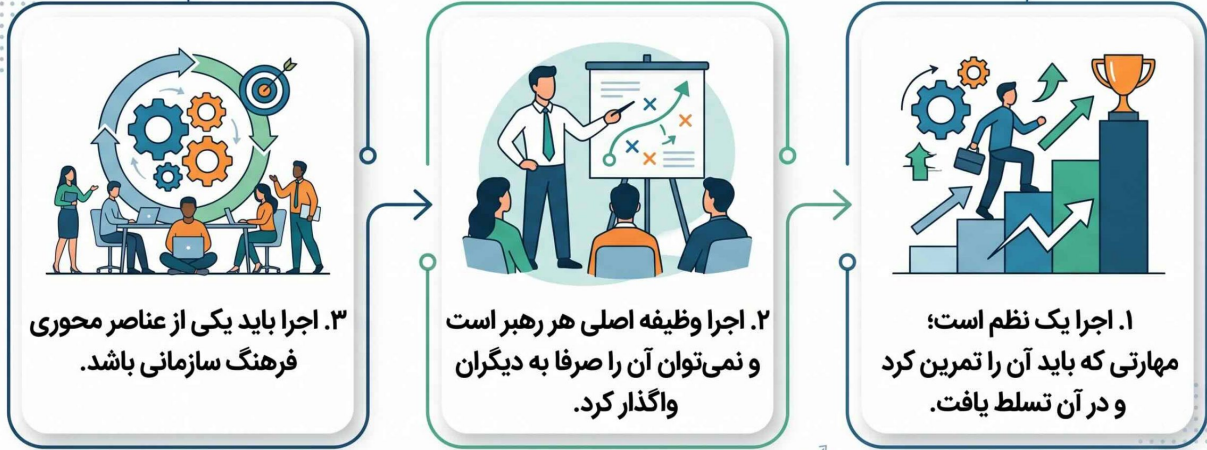 ۱. اجرا یک نظم است؛
مهارتی که باید آن را تمرین کرد
و در آن تسلط یافت.
۲. اجرا وظیفه اصلی هر رهبر است
و نمی‌توان آن را صرفا به دیگران
واگذار کرد.
۳. اجرا باید یکی از عناصر محوری
فرهنگ سازمانی باشد.